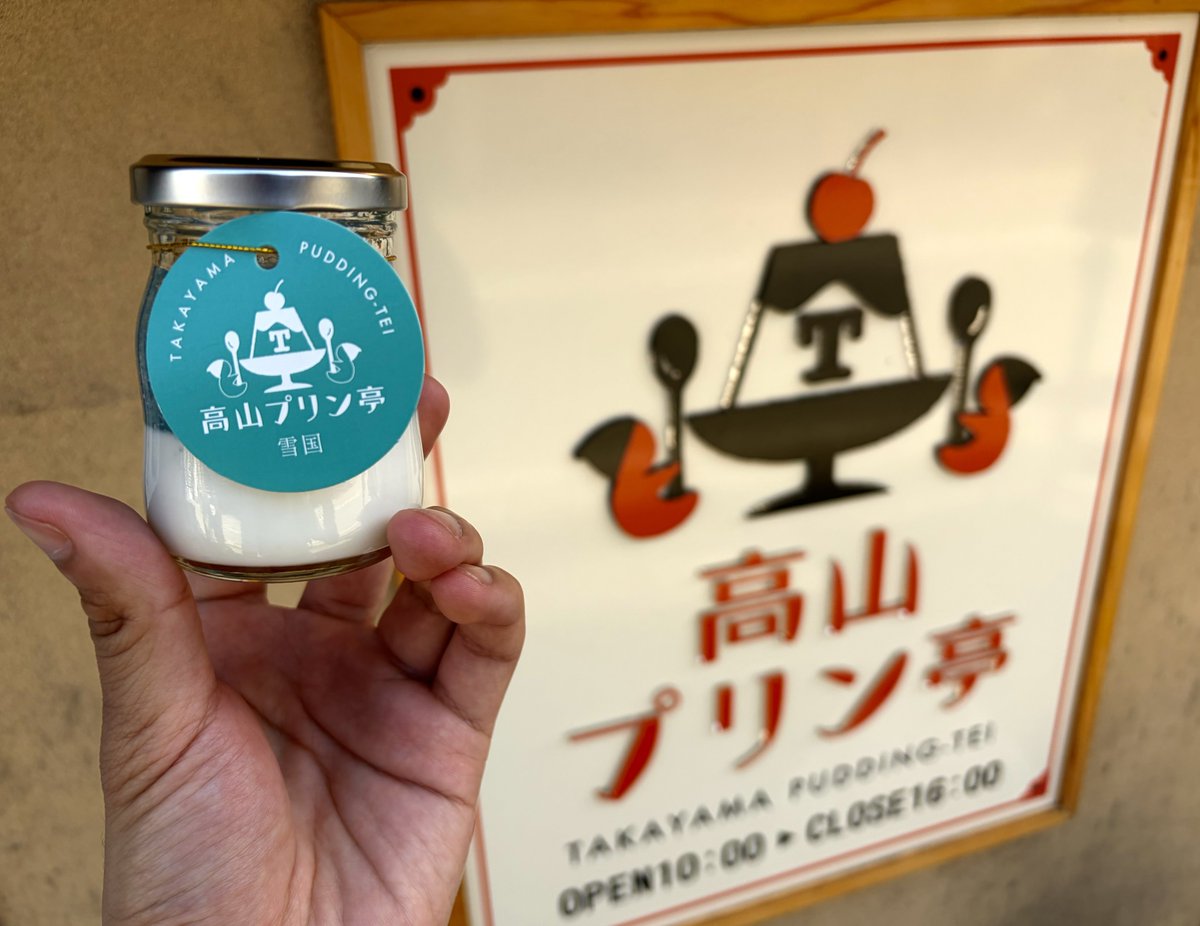 TAKAYAMA PUDDING-TEI
T
高山プリン亭
雪国
T
高山
プリン亭
TAKAYAMA PUDDING-TEI
OPEN10:00▶CLOSE16:00